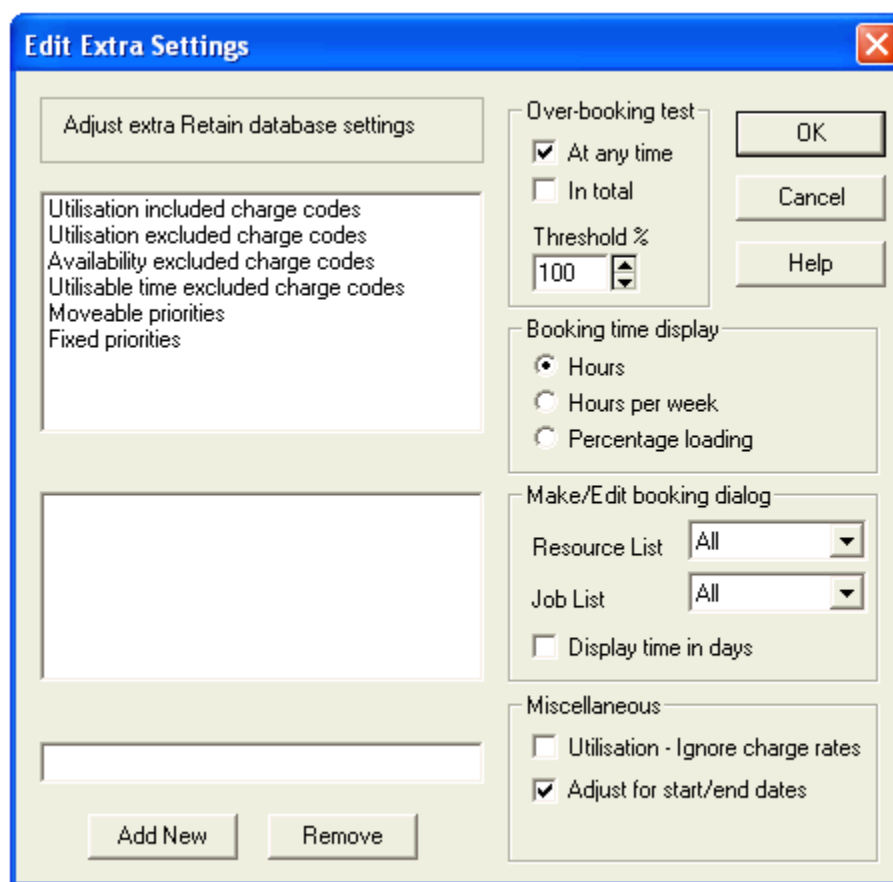 Edit Extra Settings
Adjust extra Retain database settings
Utilisation included charge codes
Utilisation excluded charge codes
Availability excluded charge codes
Utilisable time excluded charge codes
Moveable priorities
Fixed priorities
Add New
Remove
Over-booking test
At any time
In total
Threshold %
100
Booking time display
Hours
Hours per week
Percentage loading
Make/Edit booking dialog
Resource List
All
Job List
All
Display time in days
Miscellaneous
Utilisation - Ignore charge rates
Adjust for start/end dates
OK
Cancel
Help